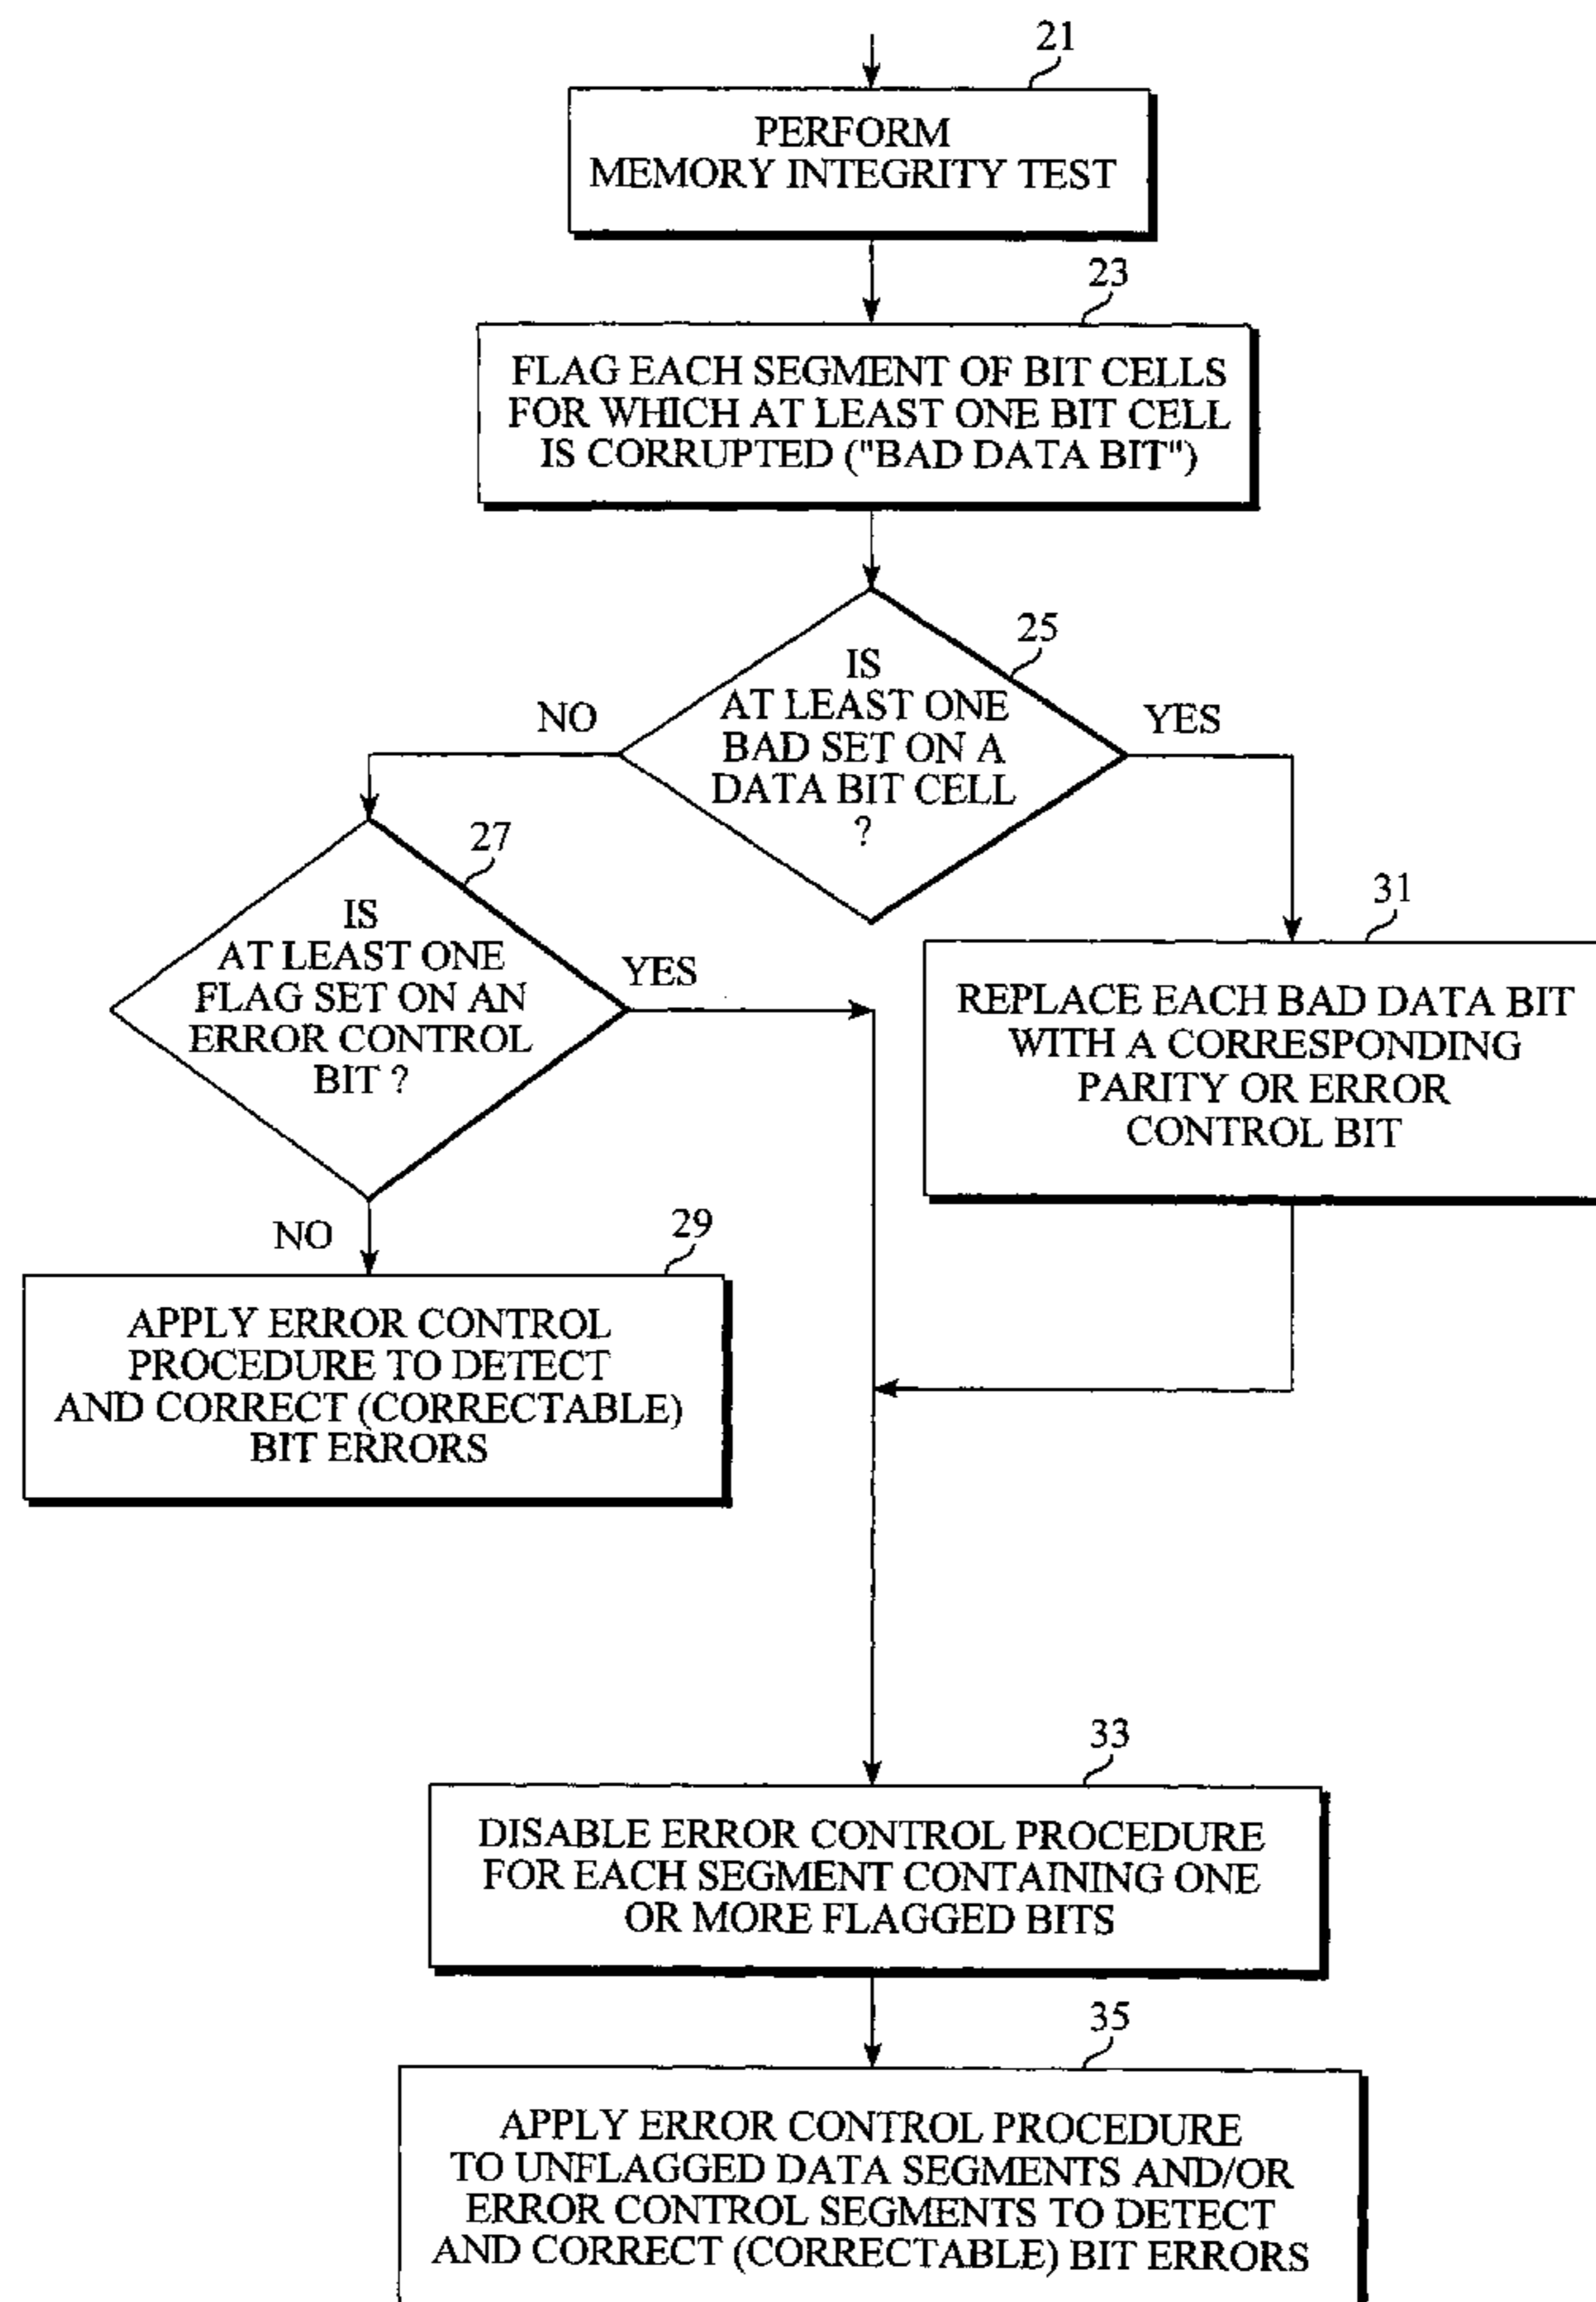 21
PERFORM
MEMORY INTEGRITY TEST
23
FLAG EACH SEGMENT OF BIT CELLS
FOR WHICH AT LEAST ONE BIT CELL
IS CORRUPTED ("BAD DATA BIT")
25
IS
AT LEAST ONE
BAD SET ON A
DATA BIT CELL
?
NO
YES
27
IS
AT LEAST ONE
FLAG SET ON AN
ERROR CONTROL
BIT ?
YES
NO
31
REPLACE EACH BAD DATA BIT
WITH A CORRESPONDING
PARITY OR ERROR
CONTROL BIT
29
APPLY ERROR CONTROL
PROCEDURE TO DETECT
AND CORRECT (CORRECTABLE)
BIT ERRORS
33
DISABLE ERROR CONTROL PROCEDURE
FOR EACH SEGMENT CONTAINING ONE
OR MORE FLAGGED BITS
35
APPLY ERROR CONTROL PROCEDURE
TO UNFLAGGED DATA SEGMENTS AND/OR
ERROR CONTROL SEGMENTS TO DETECT
AND CORRECT (CORRECTABLE) BIT ERRORS